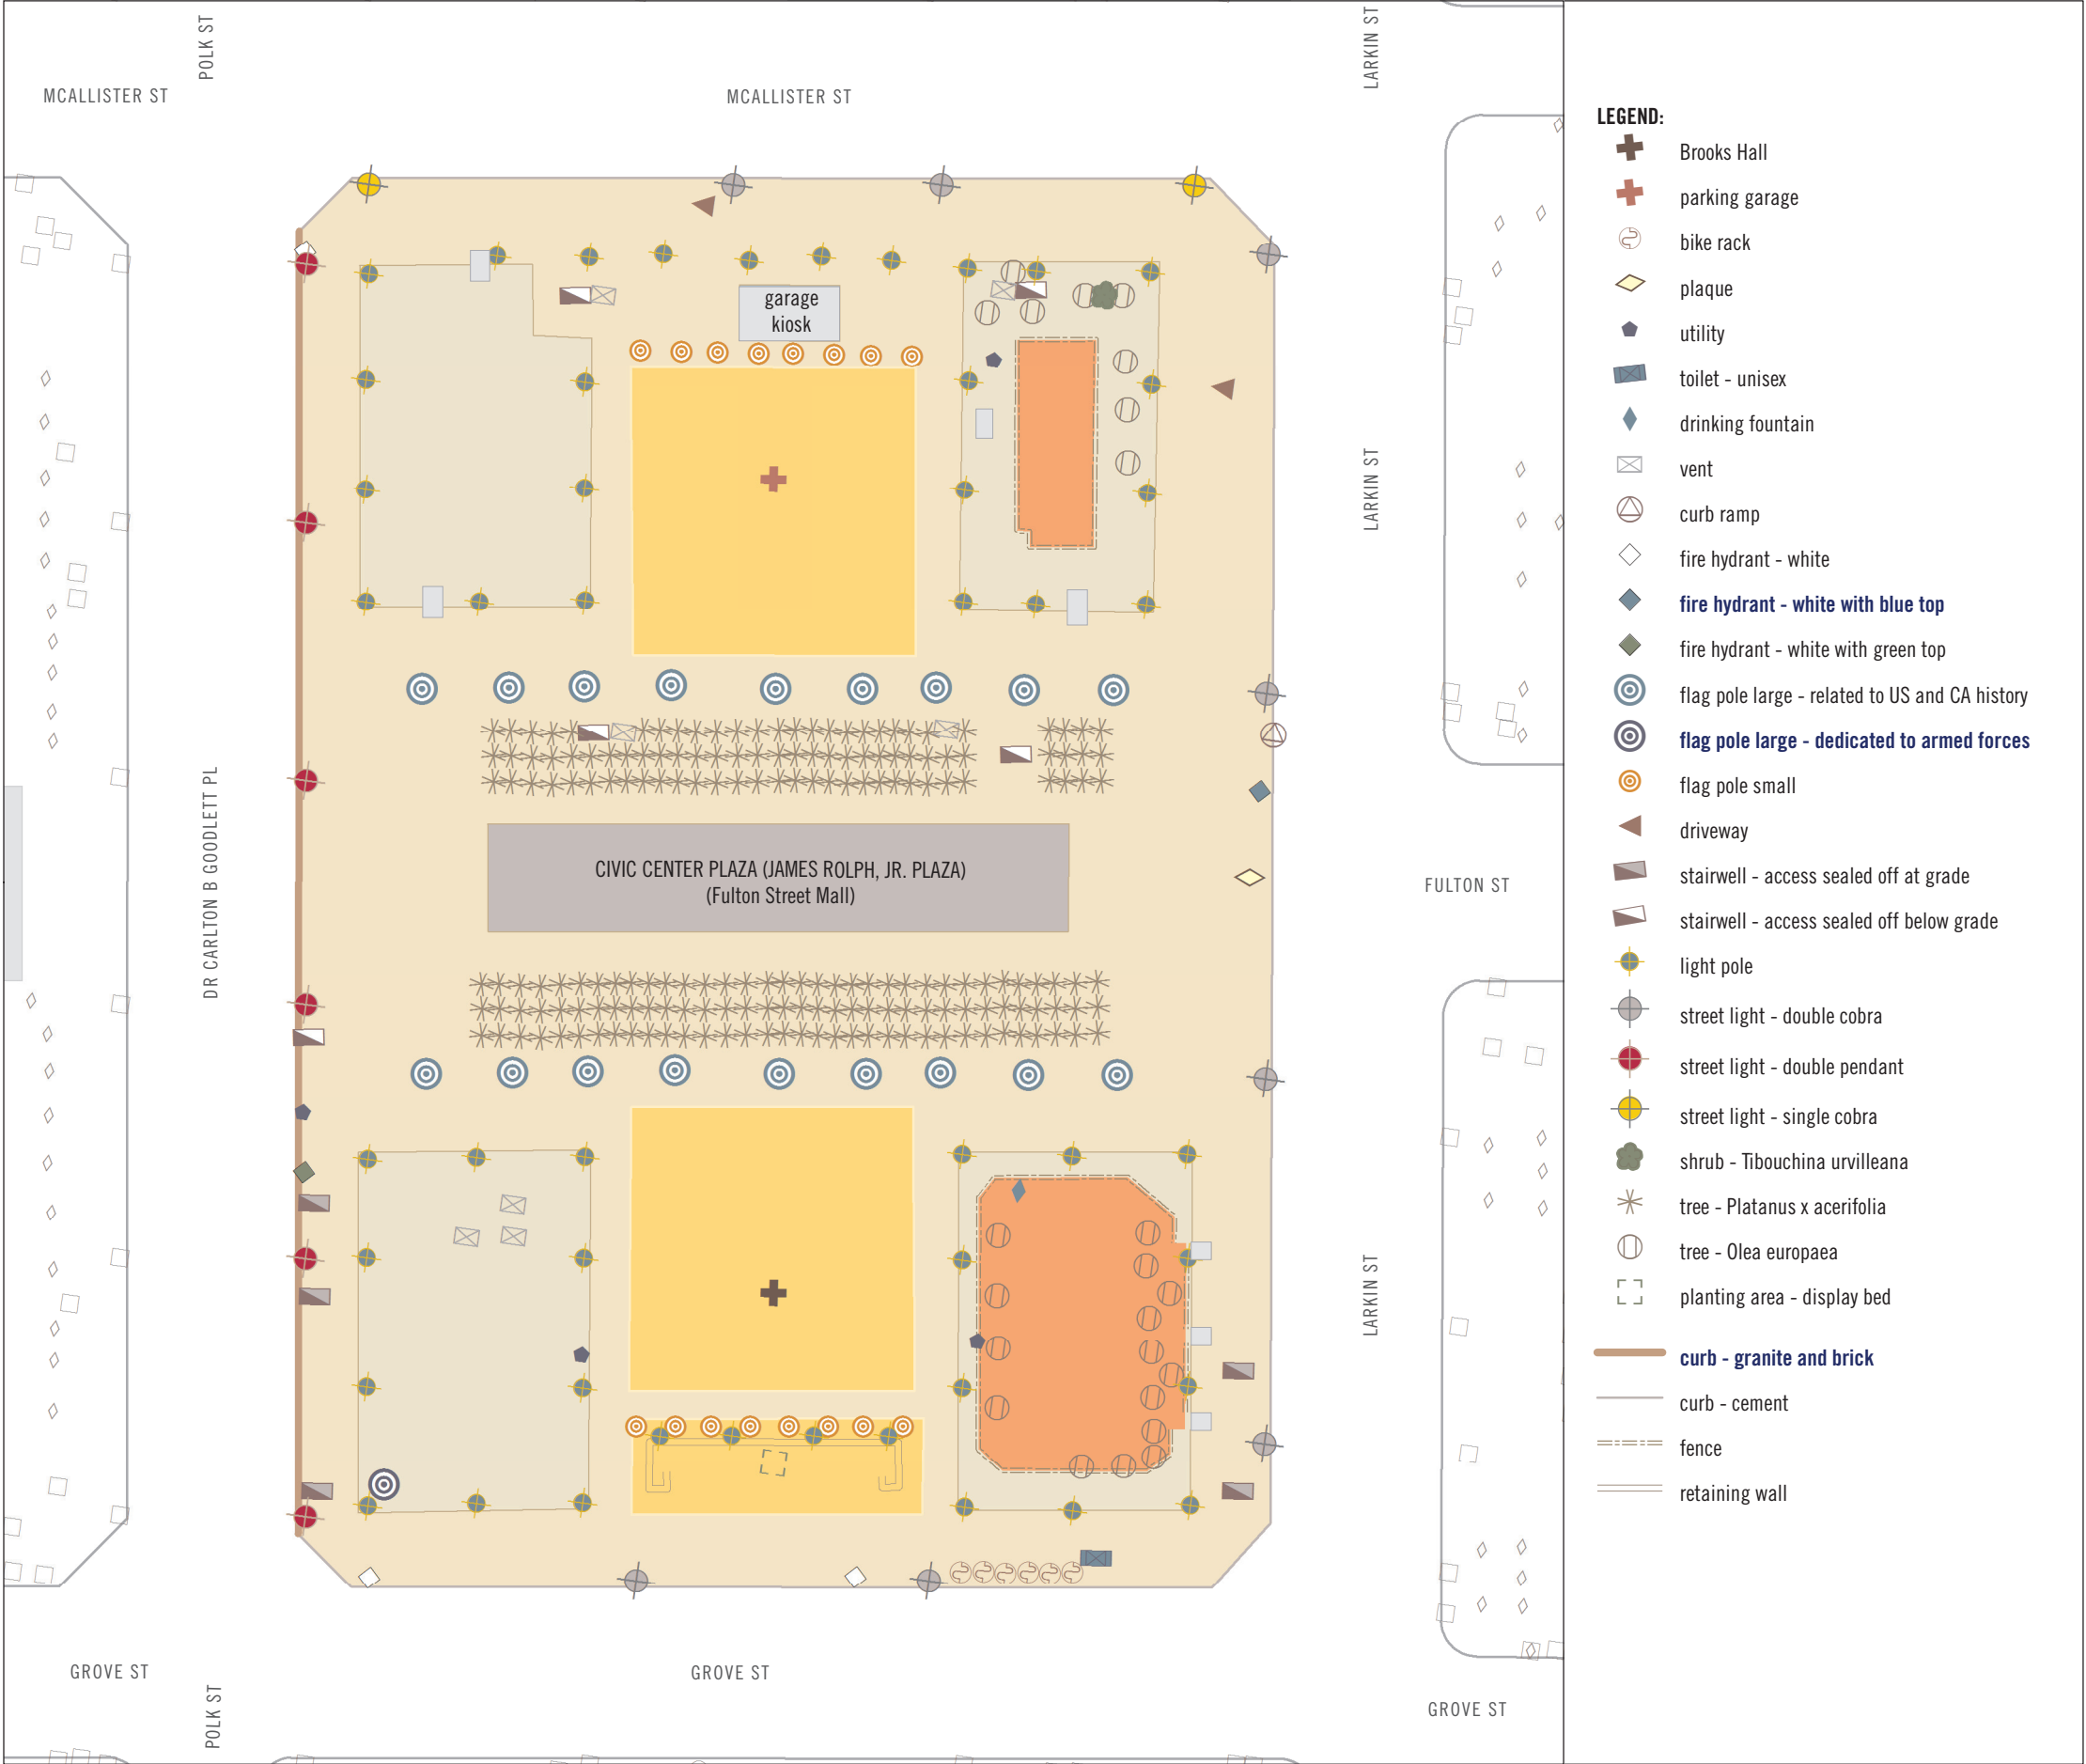 POLK ST
LARKIN ST
MCALLISTER ST
MCALLISTER ST
garage
kiosk
LARKIN ST
DR CARLTON B GOODLETT PL
CIVIC CENTER PLAZA (JAMES ROLPH, JR. PLAZA)
(Fulton Street Mall)
FULTON ST
LARKIN ST
GROVE ST
GROVE ST
POLK ST
GROVE ST
LEGEND:
Brooks Hall
parking garage
bike rack
plaque
utility
toilet - unisex
drinking fountain
vent
curb ramp
fire hydrant - white
fire hydrant - white with blue top
fire hydrant - white with green top
flag pole large - related to US and CA history
flag pole large - dedicated to armed forces
flag pole small
driveway
stairwell - access sealed off at grade
stairwell - access sealed off below grade
light pole
street light - double cobra
street light - double pendant
street light - single cobra
shrub - Tibouchina urvilleana
tree - Platanus x acerifolia
tree - Olea europaea
planting area - display bed
curb - granite and brick
curb - cement
fence
retaining wall